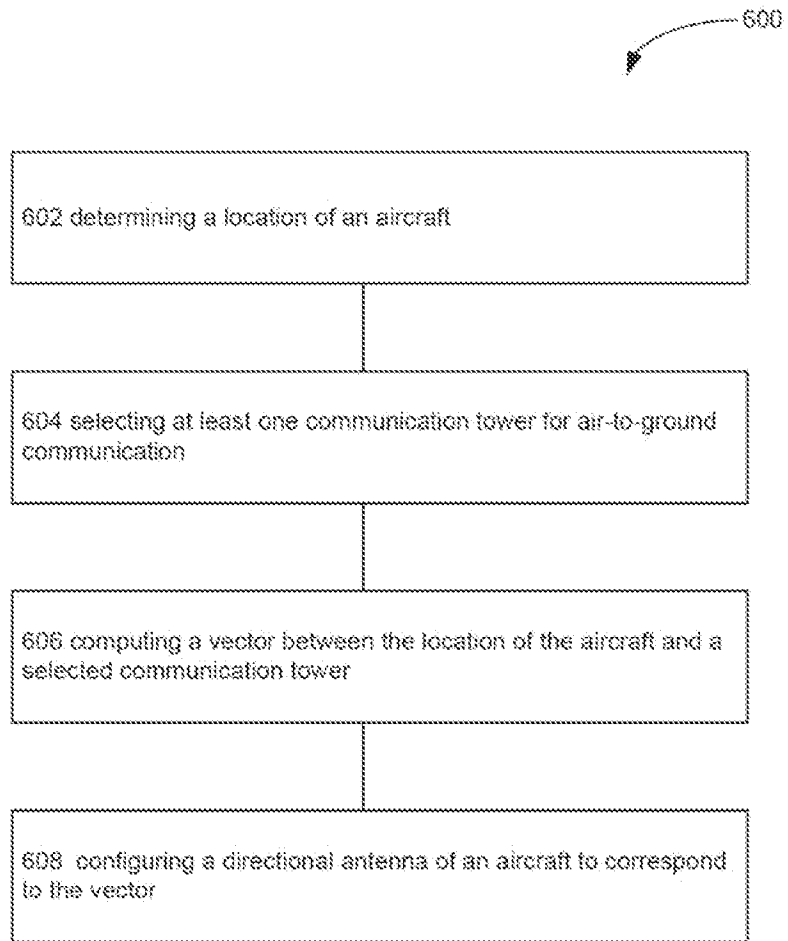 600
602 determining a location of an aircraft
604 selecting at least one communication tower for air-to-ground
communication
606 computing a vector between the location of the aircraft and a
selected communication tower
608 configuring a directional antenna of an aircraft to correspond
to the vector